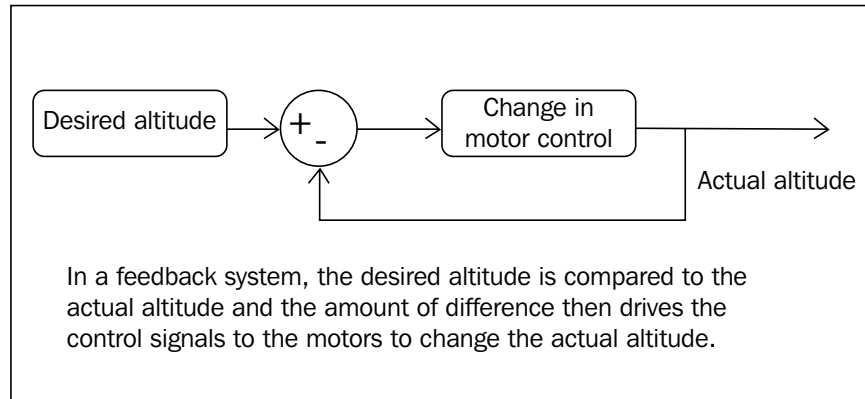 Desired altitude
+
-
Change in
motor control
Actual altitude
In a feedback system, the desired altitude is compared to the
actual altitude and the amount of difference then drives the
control signals to the motors to change the actual altitude.